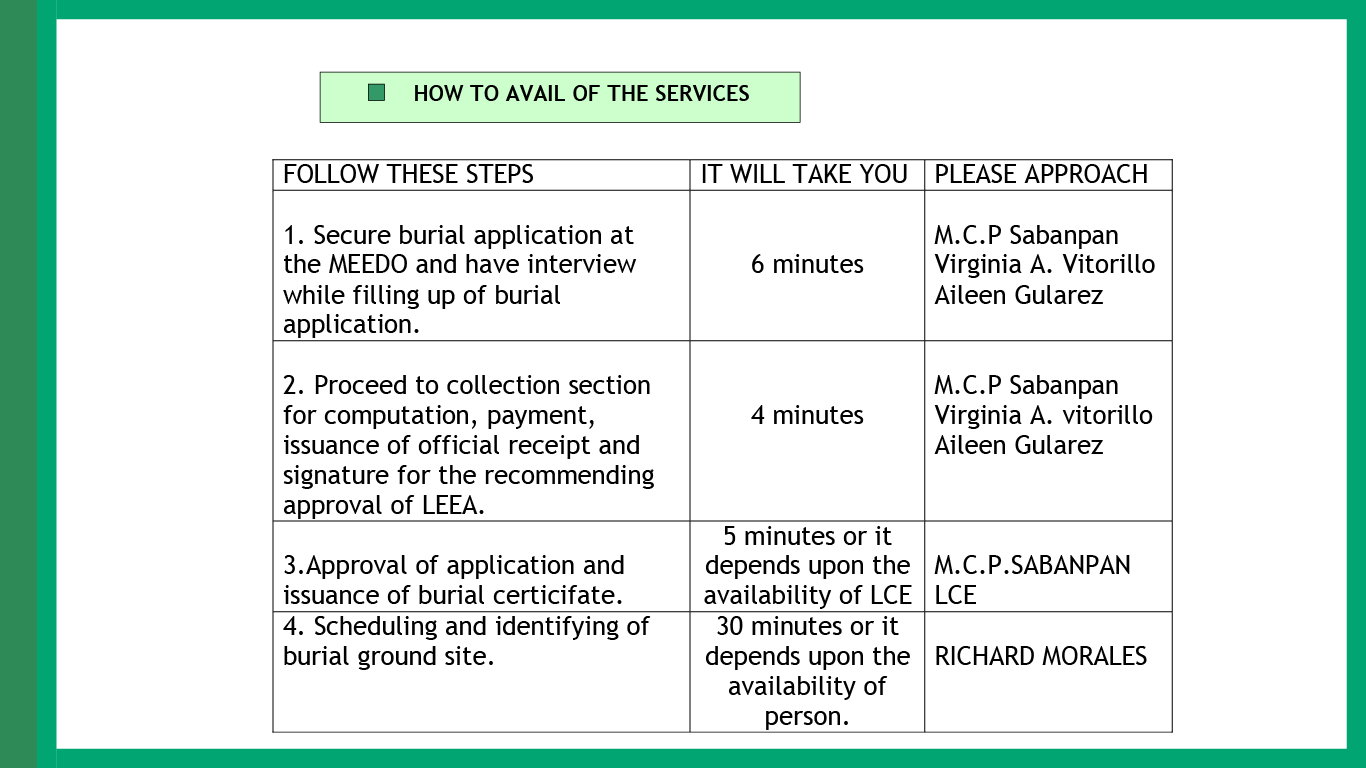 HOW TO AVAIL OF THE SERVICES
FOLLOW THESE STEPS
IT WILL TAKE YOU
PLEASE APPROACH
1. Secure burial application at
the MEEDO and have interview
while filling up of burial
application.
6 minutes
M.C.P Sabanpan
Virginia A. Vitorillo
Aileen Gularez
2. Proceed to collection section
for computation, payment,
issuance of official receipt and
signature for the recommending
approval of LEEA.
4 minutes
M.C.P Sabanpan
Virginia A. vitorillo
Aileen Gularez
3.Approval of application and
issuance of burial certicifate.
5 minutes or it
depends upon the
availability of LCE
M.C.P.SABANPAN
LCE
4. Scheduling and identifying of
burial ground site.
30 minutes or it
depends upon the
availability of
person.
RICHARD MORALES